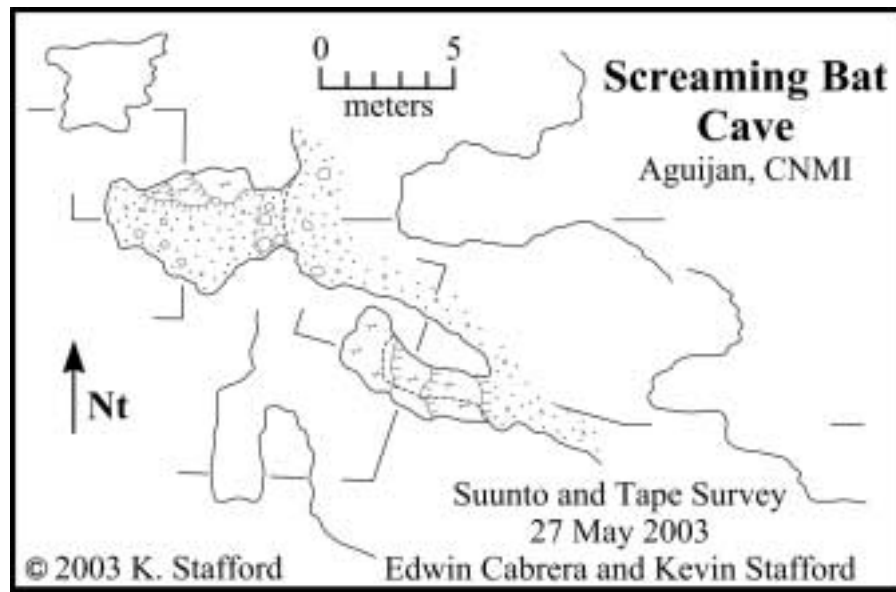 0 5
meters
Screaming Bat
Cave
Aguijan, CNMI
Nt
Suunto and Tape Survey
27 May 2003
© 2003 K. Stafford
Edwin Cabrera and Kevin Stafford